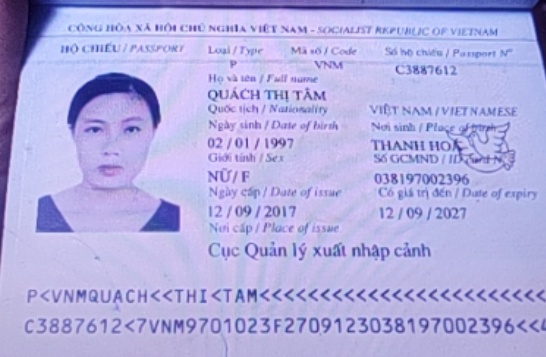 CỘNG HÒA XÃ HỘI CHỦ NGHĨA VIỆT NAM - SOCIALIST REPUBLIC OF VIETNAM
HỘ CHIẾU / PASSPORT Loại / Type Mã số / Code Số hộ chiếu / Passport Nº
P VNM C3887612
Họ và tên / Full name
QUÁCH THỊ TÂM
Quốc tịch / Nationality VIỆT NAM / VIETNAMESE
Ngày sinh / Date of birth Nơi sinh / Place of birth
02 / 01 / 1997 THANH HOÁ
Giới tính / Sex Số GCMND / ID card Nº
NỮ / F 038197002396
Ngày cấp / Date of issue Có giá trị đến / Date of expiry
12 / 09 / 2017 12 / 09 / 2027
Nơi cấp / Place of issue
Cục Quản lý xuất nhập cảnh
P<VNMQUACH<<THI<TAM<<<<<<<<<<<<<<<<<<<<<<<<<
C3887612<7VNM9701023F2709123038197002396<<4